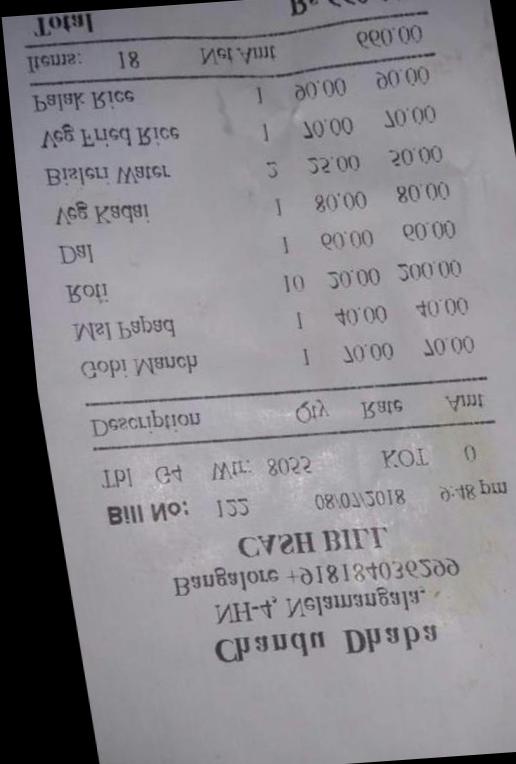 Chandu Dhaba
NH-4, Nelamangala,
Bangalore +918184036299
CASH BILL
Bill No: 122 08/07/2018 9:48 pm
Tbl G4 Wtr: 8055 KOT 0
Description Qty Rate Amt
Gobi Manch 1 70.00 70.00
Msl Papad 1 40.00 40.00
Roti 10 20.00 200.00
Dal 1 60.00 60.00
Veg Kadai 1 80.00 80.00
Bisleri Water 2 25.00 50.00
Veg Fried Rice 1 70.00 70.00
Palak Rice 1 90.00 90.00
Items: 18 Net Amt 660.00
Total Rs